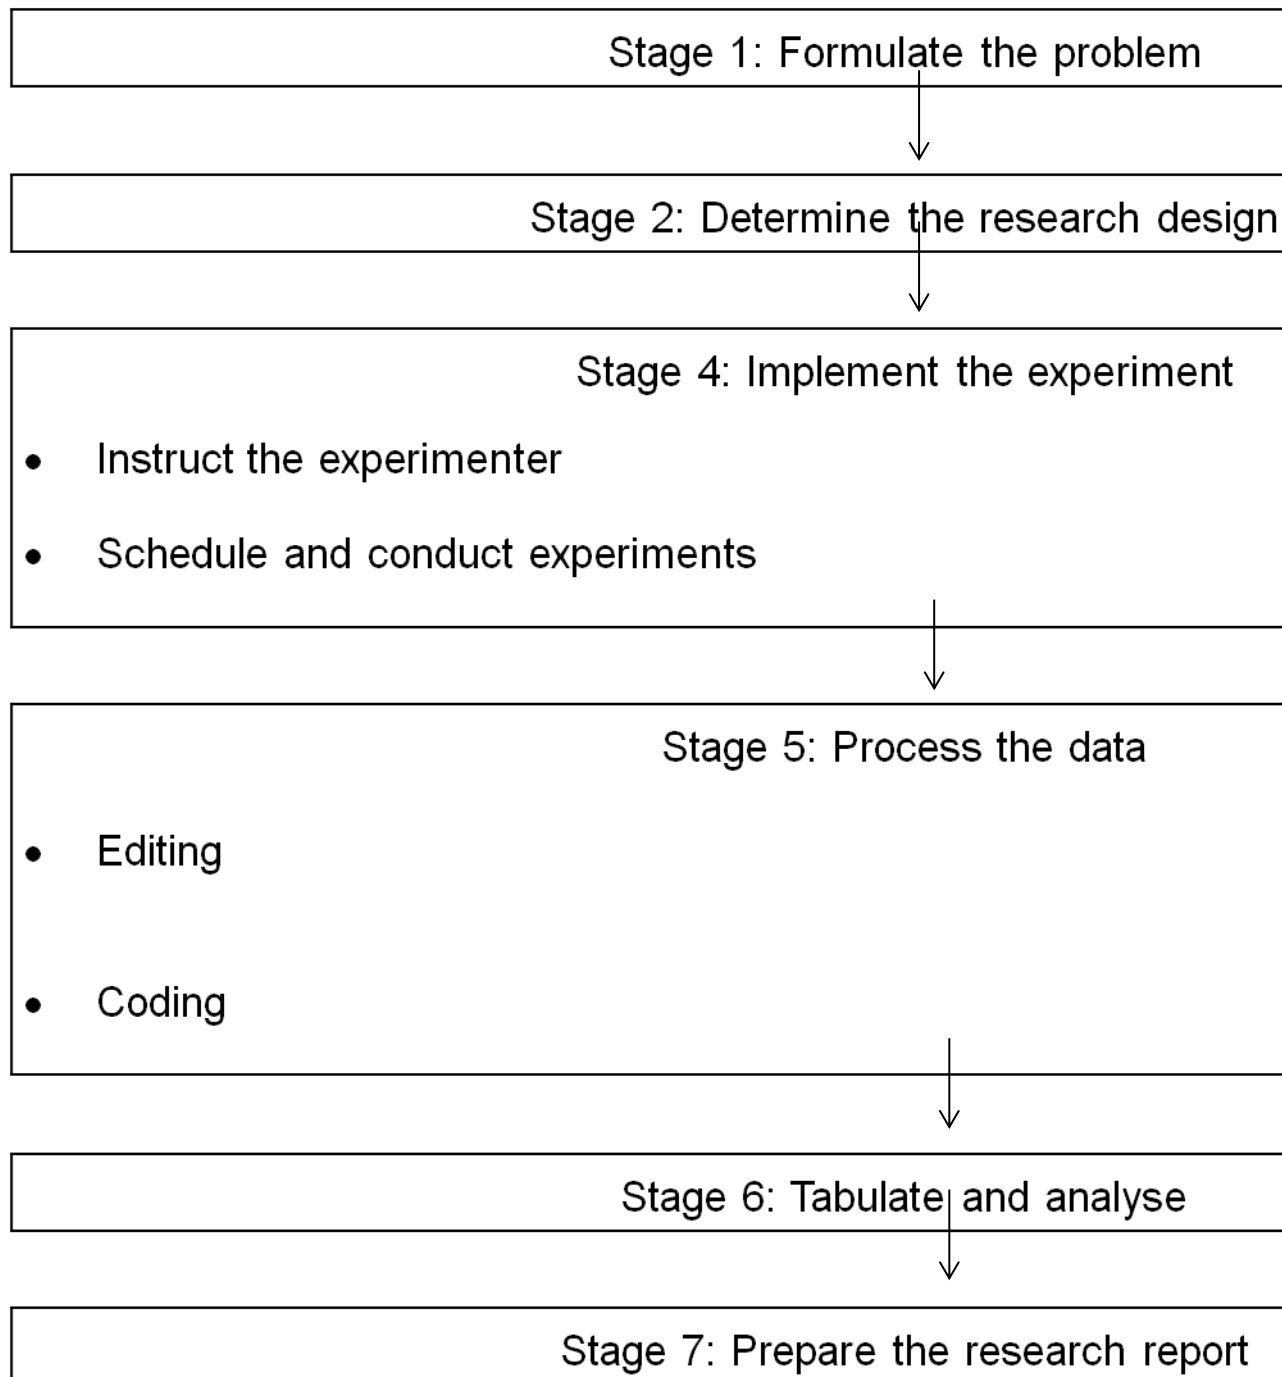 Stage 1: Formulate the problem
Stage 2: Determine the research design
Stage 4: Implement the experiment
• Instruct the experimenter
• Schedule and conduct experiments
Stage 5: Process the data
• Editing
• Coding
Stage 6: Tabulate and analyse
Stage 7: Prepare the research report